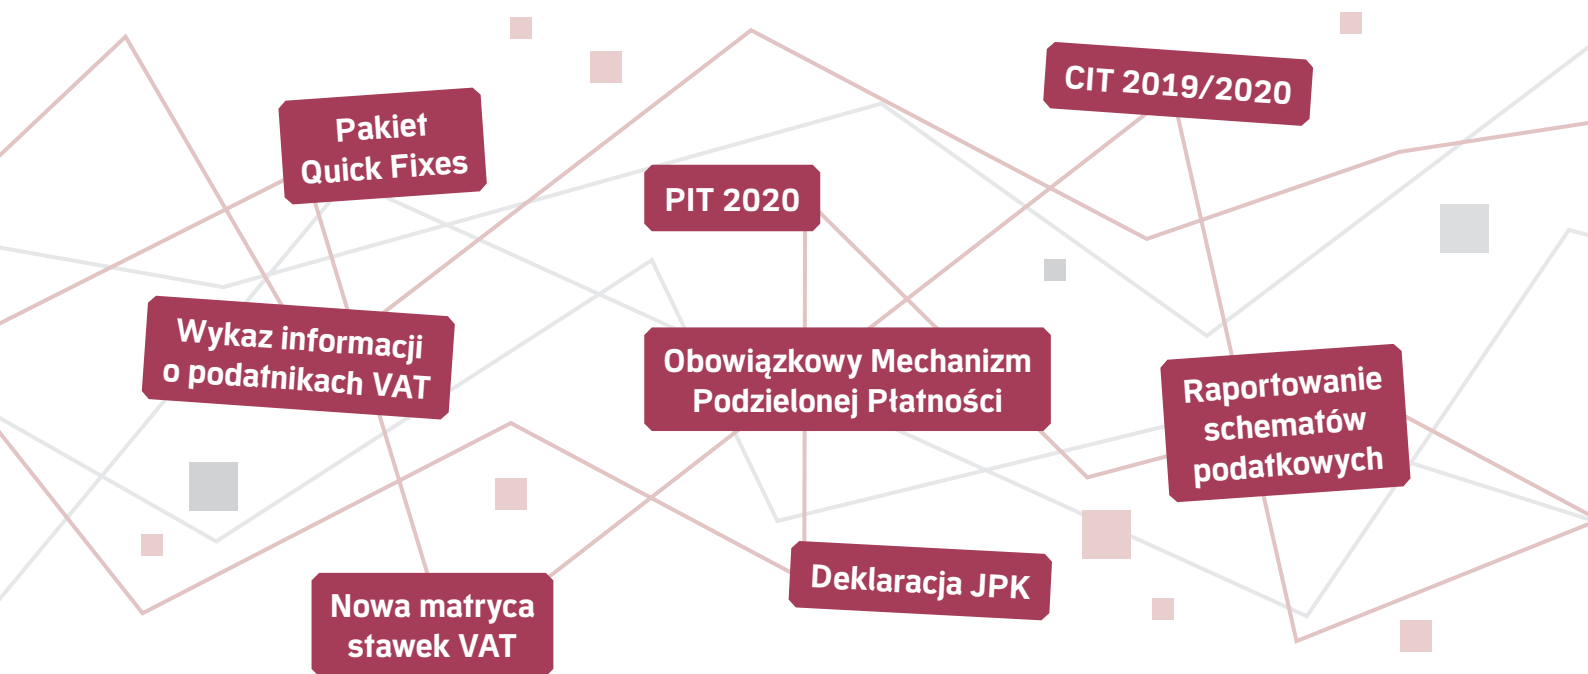 Pakiet
Quick Fixes
CIT 2019/2020
PIT 2020
Wykaz informacji
o podatnikach VAT
Obowiązkowy Mechanizm
Podzielonej Płatności
Raportowanie
schematów
podatkowych
Deklaracja JPK
Nowa matryca
stawek VAT